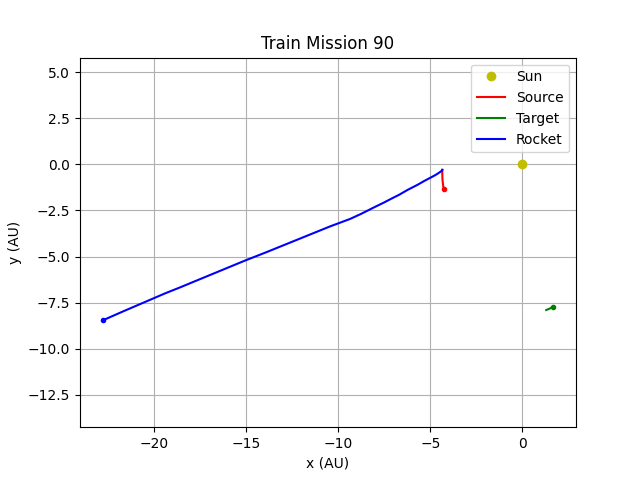 Train Mission 90
5.0
2.5
0.0
−2.5
−5.0
−7.5
−10.0
−12.5
y (AU)
Sun
Source
Target
Rocket
−20
−15
−10
−5
0
x (AU)